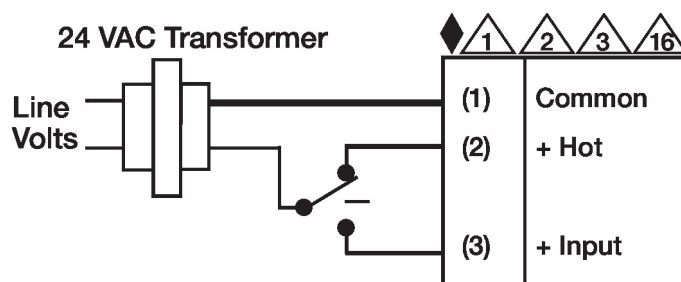 24 VAC Transformer
1 2 3 16
Line
Volts
(1) Common
(2) + Hot
(3) + Input